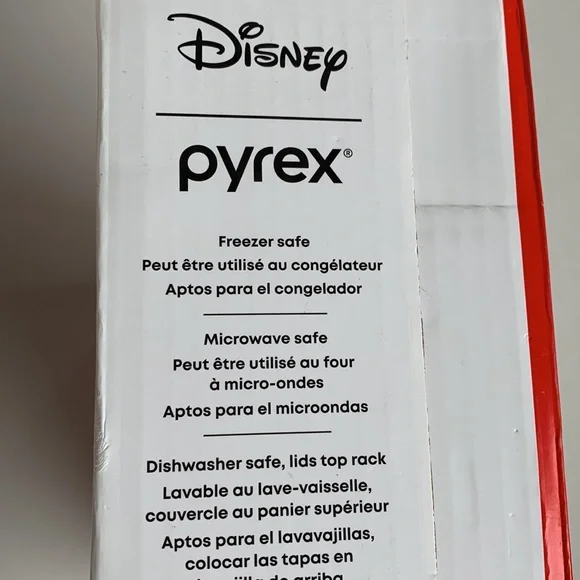 Disney
pyrex®
Freezer safe
Peut être utilisé au congélateur
Aptos para el congelador
Microwave safe
Peut être utilisé au four
à micro-ondes
Aptos para el microondas
Dishwasher safe, lids top rack
Lavable au lave-vaisselle,
couvercle au panier supérieur
Aptos para el lavavajillas,
colocar las tapas en
de arriba